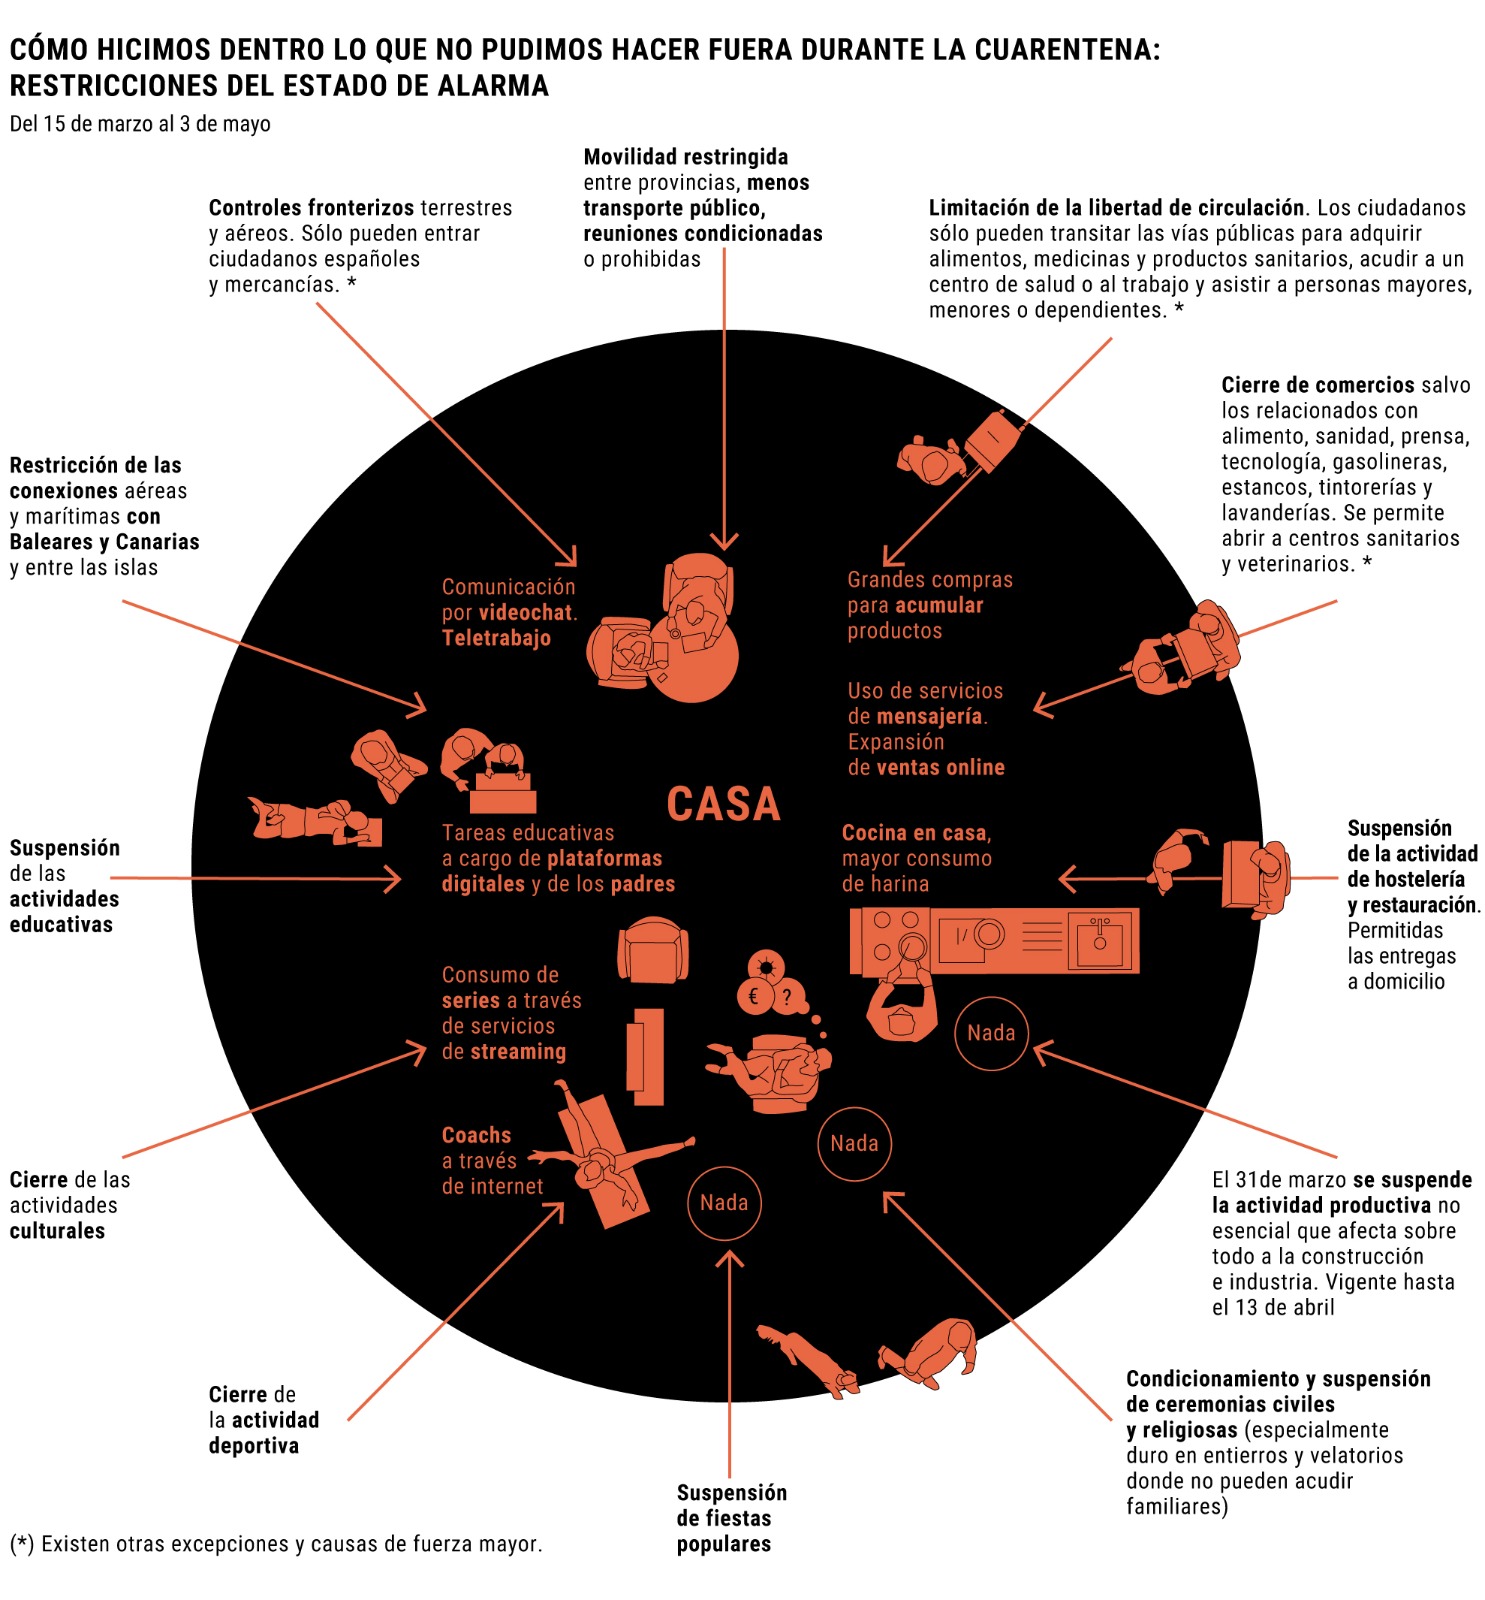 CÓMO HICIMOS DENTRO LO QUE NO PUDIMOS HACER FUERA DURANTE LA CUARENTENA:
RESTRICCIONES DEL ESTADO DE ALARMA
Del 15 de marzo al 3 de mayo
Movilidad restringida
entre provincias, menos
transporte público,
reuniones condicionadas
o prohibidas
Controles fronterizos terrestres
y aéreos. Sólo pueden entrar
ciudadanos españoles
y mercancías. *
Limitación de la libertad de circulación. Los ciudadanos
sólo pueden transitar las vías públicas para adquirir
alimentos, medicinas y productos sanitarios, acudir a un
centro de salud o al trabajo y asistir a personas mayores,
menores o dependientes. *
Cierre de comercios salvo
los relacionados con
alimento, sanidad, prensa,
tecnología, gasolineras,
estancos, tintorerías y
lavanderías. Se permite
abrir a centros sanitarios
y veterinarios. *
Restricción de las
conexiones aéreas
y marítimas con
Baleares y Canarias
y entre las islas
Comunicación
por videochat.
Teletrabajo
Grandes compras
para acumular
productos
Uso de servicios
de mensajería.
Expansión
de ventas online
CASA
Suspensión
de las
actividades
educativas
Tareas educativas
a cargo de plataformas
digitales y de los padres
Cocina en casa,
mayor consumo
de harina
Suspensión
de la actividad
de hostelería
y restauración.
Permitidas
las entregas
a domicilio
Consumo de
series a través
de servicios
de streaming
€
?
Nada
Coachs
a través
de internet
Nada
Nada
Cierre de las
actividades
culturales
El 31de marzo se suspende
la actividad productiva no
esencial que afecta sobre
todo a la construcción
e industria. Vigente hasta
el 13 de abril
Cierre de
la actividad
deportiva
Condicionamiento y suspensión
de ceremonias civiles
y religiosas (especialmente
duro en entierros y velatorios
donde no pueden acudir
familiares)
Suspensión
de fiestas
populares
(*) Existen otras excepciones y causas de fuerza mayor.